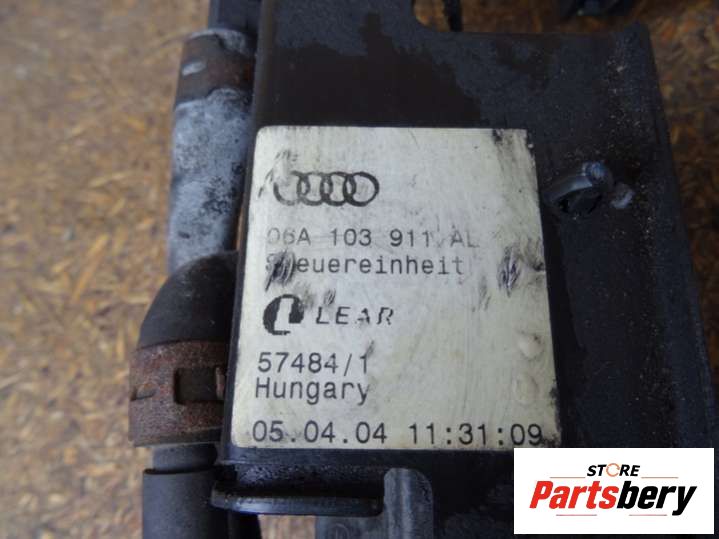 06A 103 911 AL
Steuereinheit
LEAR
57484/1
Hungary
05.04.04 11:31:09
STORE
Partsbery